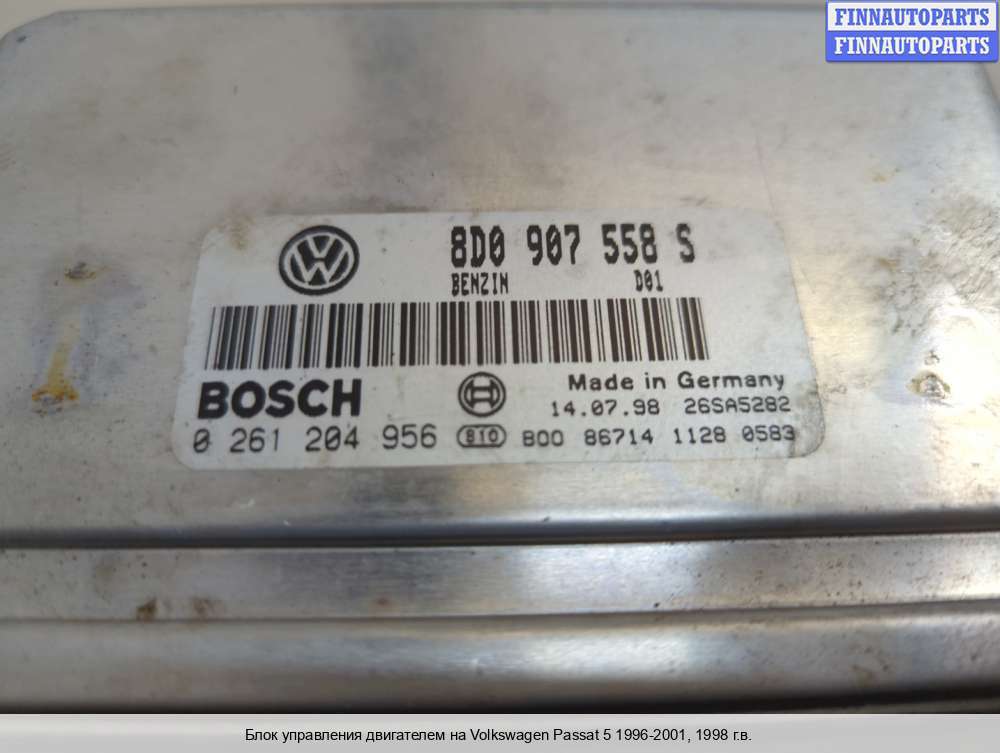 FINNAUTOPARTS
FINNAUTOPARTS
8D0 907 558 S
BENZIN D01
BOSCH
Made in Germany
14.07.98 26SA5282
0 261 204 956 810 B00 86714 1128 0583
Блок управления двигателем на Volkswagen Passat 5 1996-2001, 1998 г.в.